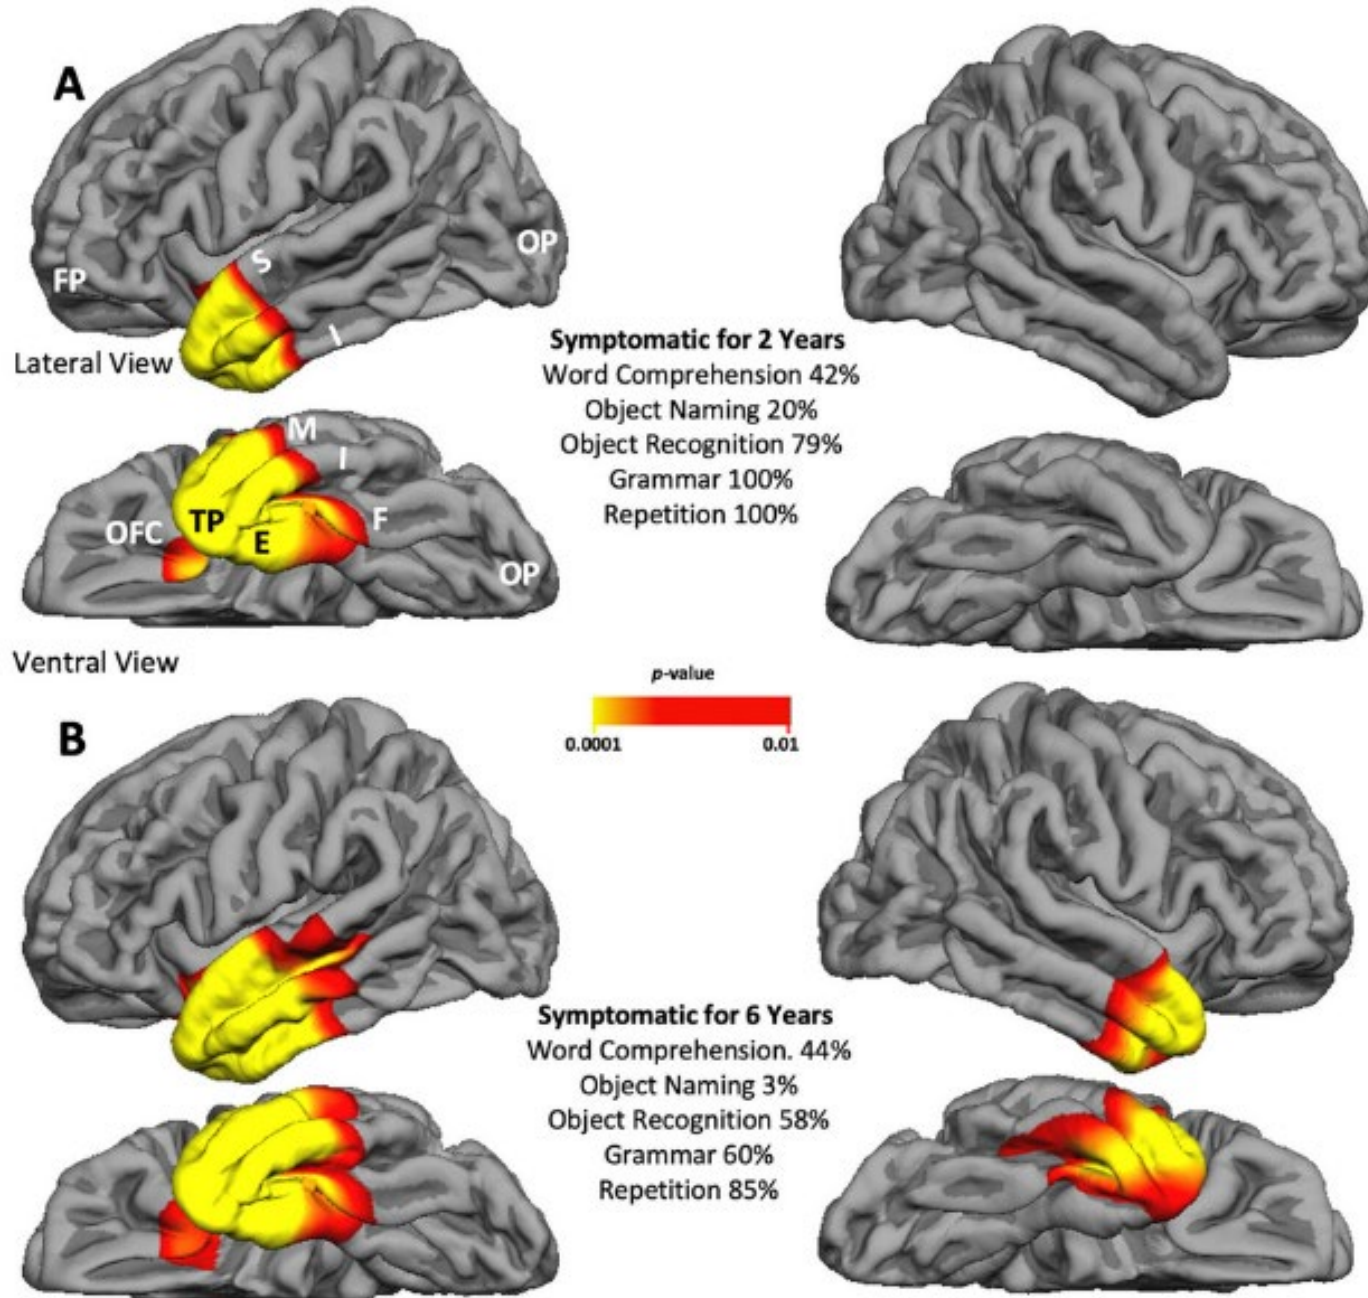 A
FP
S
OP
I
Lateral View
Symptomatic for 2 Years
Word Comprehension 42%
Object Naming 20%
Object Recognition 79%
Grammar 100%
Repetition 100%
M
I
OFC
TP
E
F
OP
Ventral View
p-value
0.0001
0.01
B
Symptomatic for 6 Years
Word Comprehension. 44%
Object Naming 3%
Object Recognition 58%
Grammar 60%
Repetition 85%